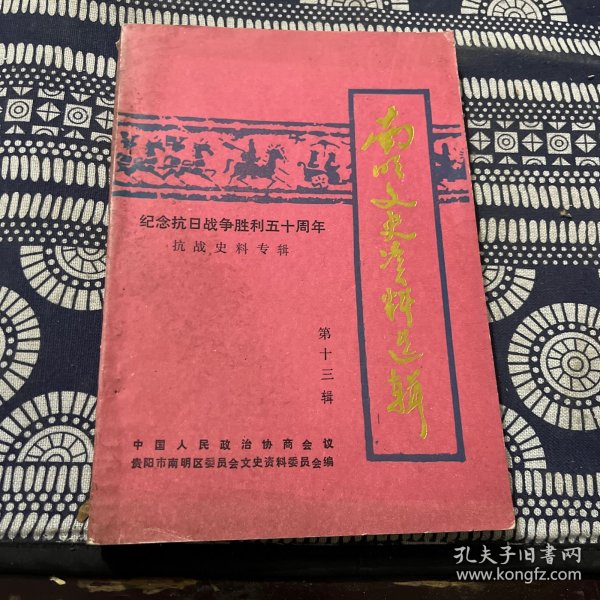 南明文史资料选辑
纪念抗日战争胜利五十周年
抗战史料专辑
第十三辑
中国人民政治协商会议
贵阳市南明区委员会文史资料委员会编
孔夫子旧书网
www.kongfz.com